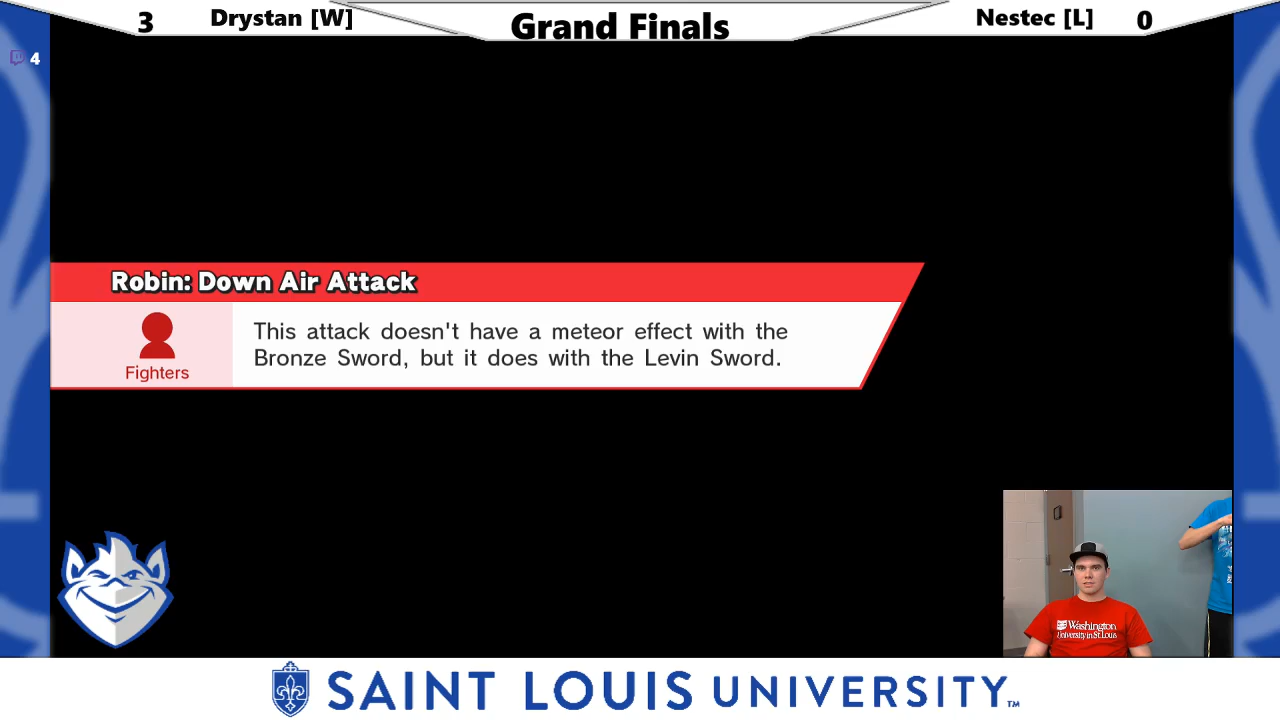 3 Drystan [W] Grand Finals Nestec [L] 0
4
Robin: Down Air Attack
This attack doesn't have a meteor effect with the
Bronze Sword, but it does with the Levin Sword.
Fighters
Washington
University in St. Louis
SAINT LOUIS UNIVERSITY™